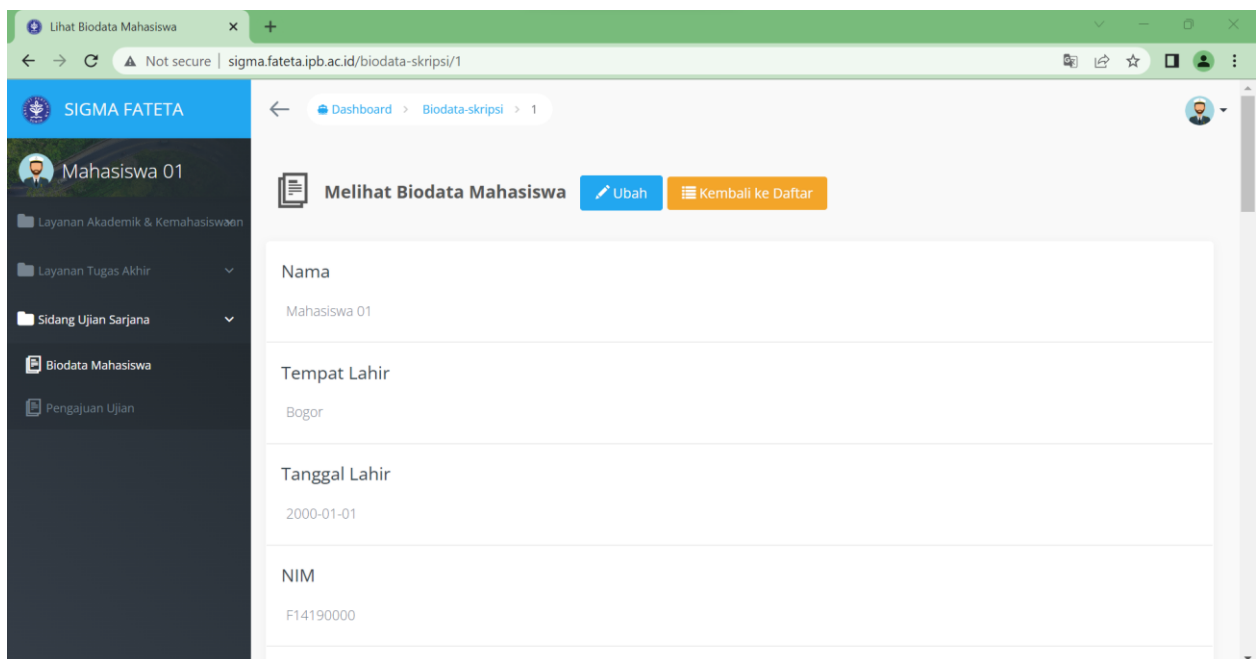 Lihat Biodata Mahasiswa
Not secure | sigma.fateta.ipb.ac.id/biodata-skripsi/1
SIGMA FATETA
Dashboard > Biodata-skripsi > 1
Mahasiswa 01
Melihat Biodata Mahasiswa Ubah Kembali ke Daftar
Layanan Akademik & Kemahasiswaan
Layanan Tugas Akhir
Sidang Ujian Sarjana
Biodata Mahasiswa
Pengajuan Ujian
Nama
Mahasiswa 01
Tempat Lahir
Bogor
Tanggal Lahir
2000-01-01
NIM
F14190000